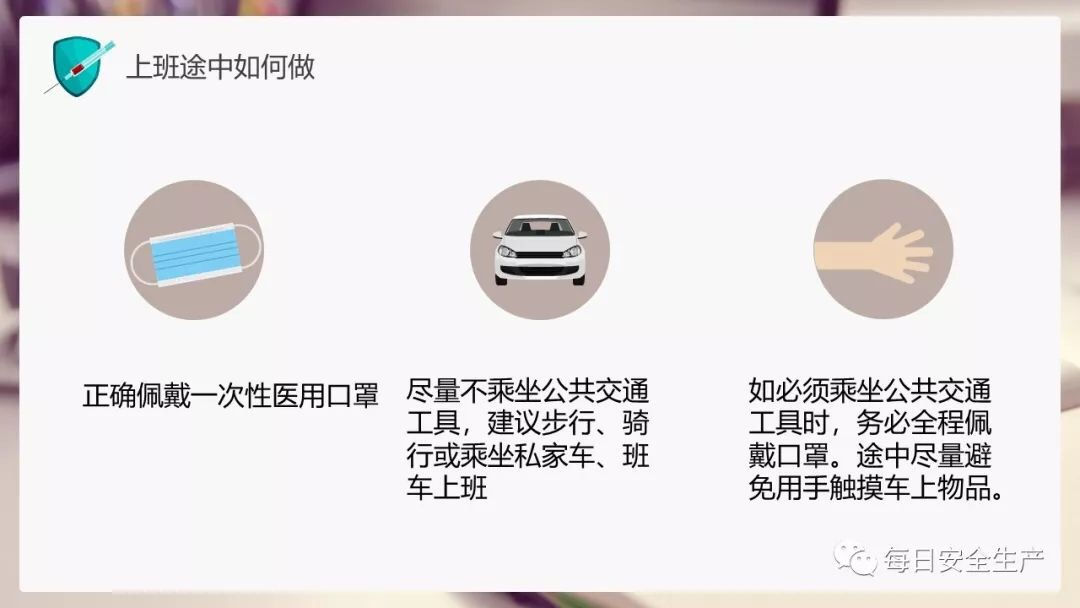 上班途中如何做
正确佩戴一次性医用口罩
尽量不乘坐公共交通
工具，建议步行、骑
行或乘坐私家车、班
车上班
如必须乘坐公共交通
工具时，务必全程佩
戴口罩。途中尽量避
免用手触摸车上物品。
每日安全生产